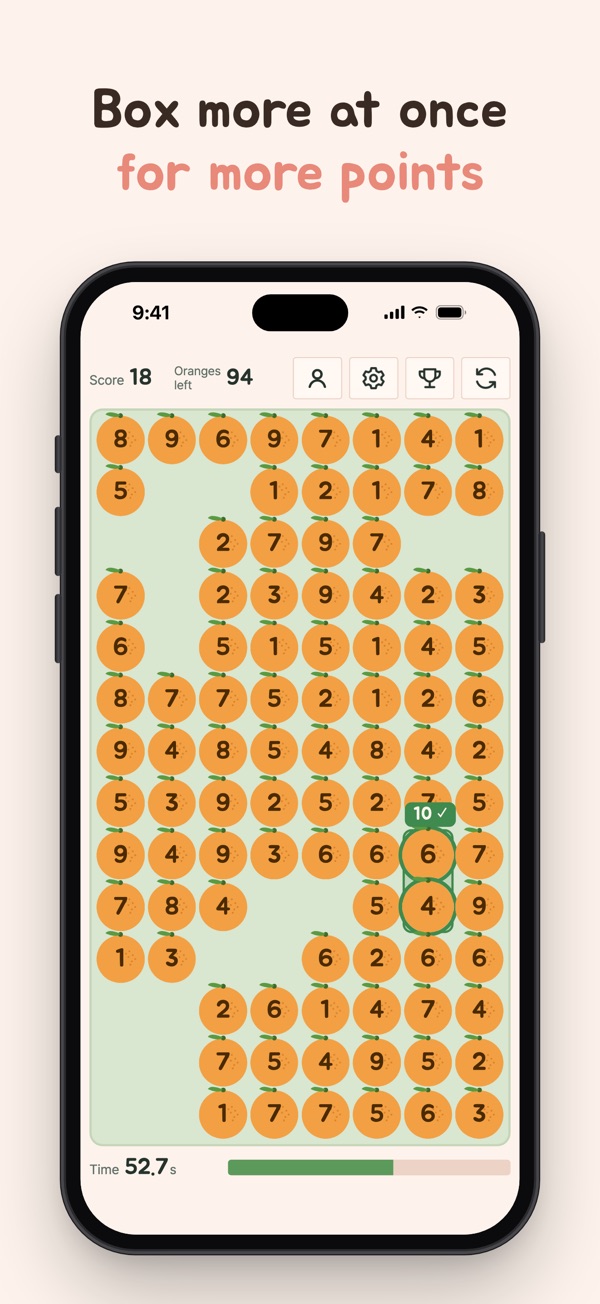 Box more at once
for more points
9:41
Score 18 Oranges left 94
8 9 6 9 7 1 4 1
5 1 2 1 7 8
2 7 9 7
7 2 3 9 4 2 3
6 5 1 5 1 4 5
8 7 7 5 2 1 2 6
9 4 8 5 4 8 4 2
5 3 9 2 5 2 7 5
10 ✓
9 4 9 3 6 6 6 7
7 8 4 5 4 9
1 3 6 2 6 6
2 6 1 4 7 4
7 5 4 9 5 2
1 7 7 5 6 3
Time 52.7s